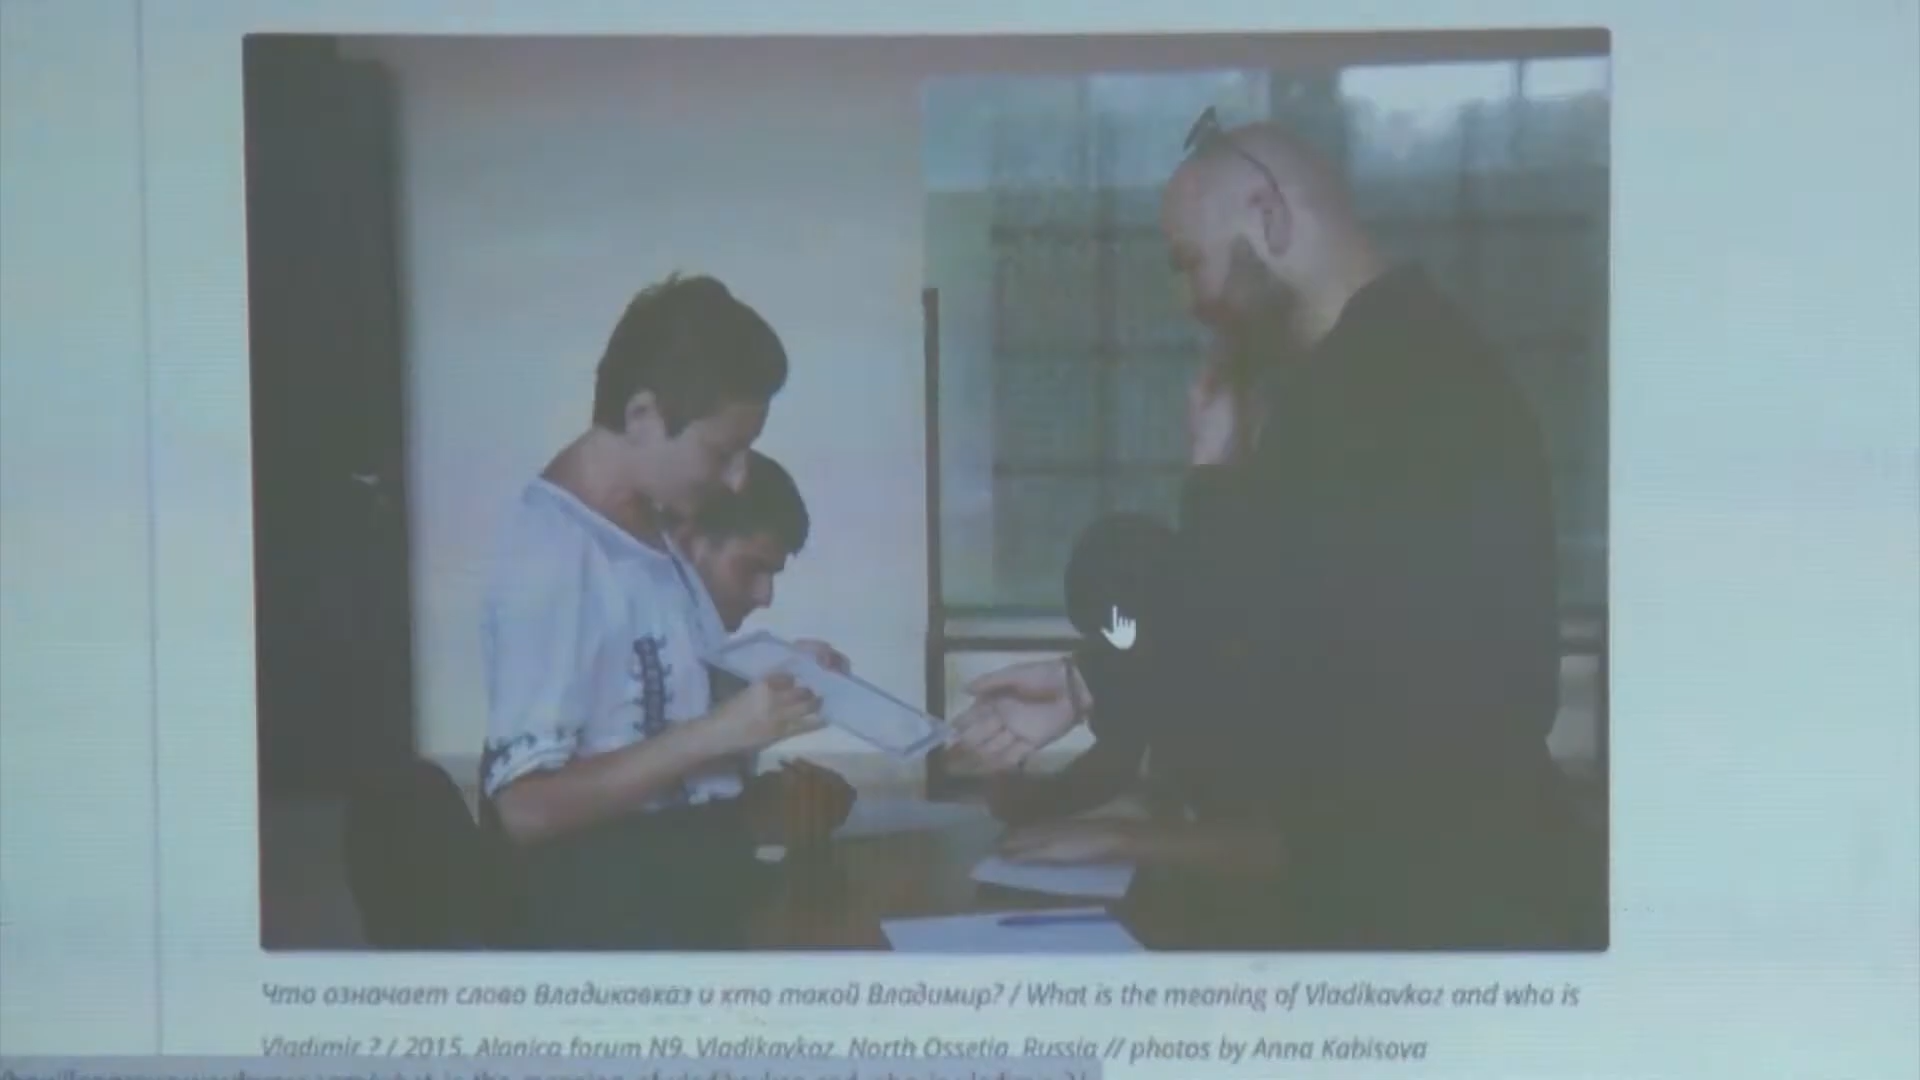 Что означает слово Владикавказ и кто такой Владимир? / What is the meaning of Vladikavkaz and who is
Vladimir ? / 2015, Alanica forum N9, Vladikavkaz, North Ossetia, Russia // photos by Anna Kabisova